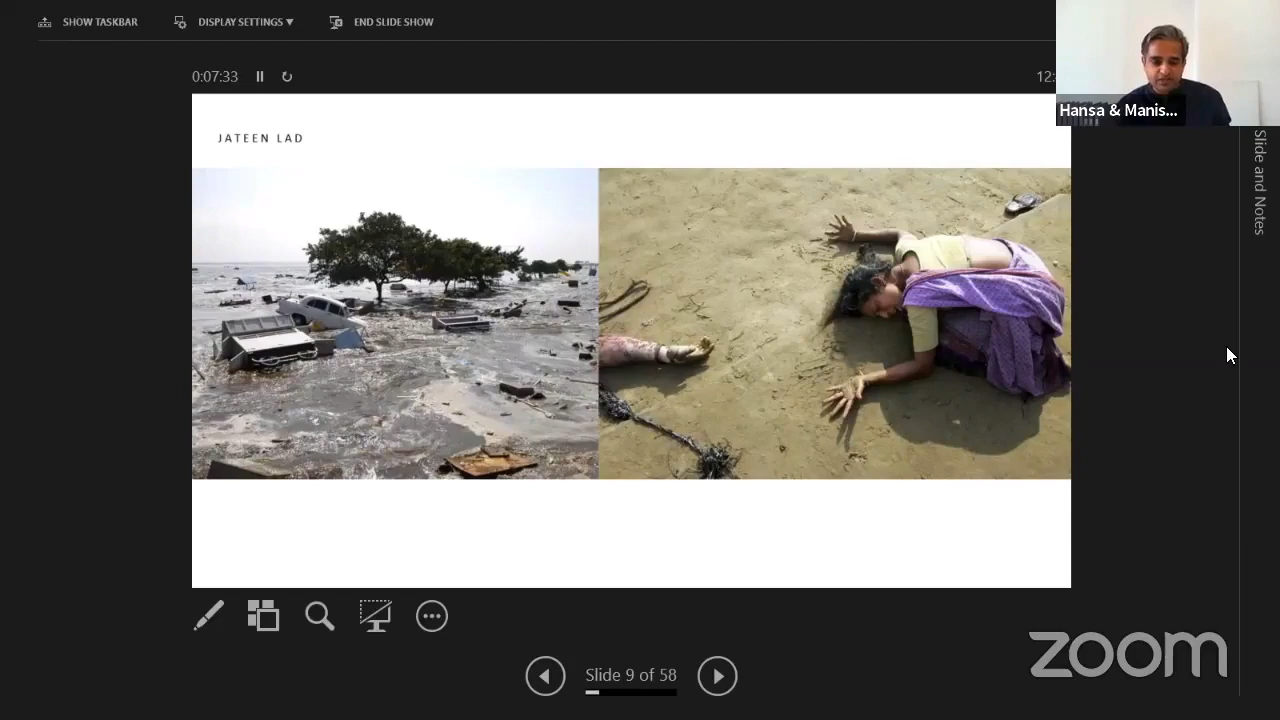 SHOW TASKBAR
DISPLAY SETTINGS ▼
END SLIDE SHOW
0:07:33
12:
Hansa & Manis...
JATEEN LAD
Slide and Notes
Slide 9 of 58
zoom